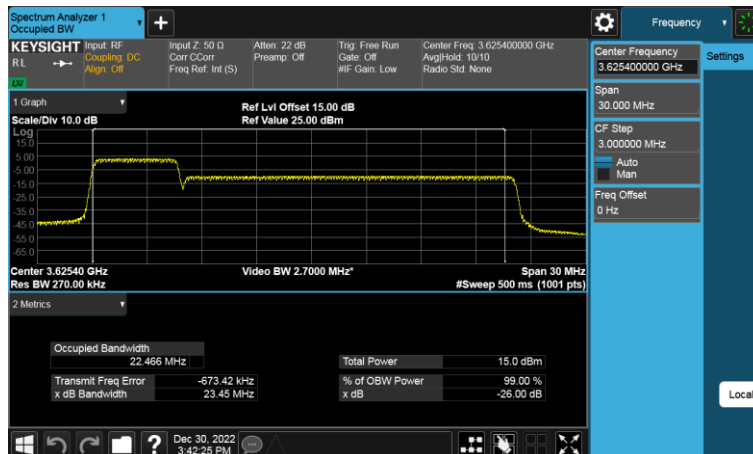 Spectrum Analyzer 1
Occupied BW
+
Frequency
KEYSIGHT
RL
Input: RF
Coupling: DC
Align: Off
Input Z: 50 Ω
Corr CCorr
Freq Ref: Int (S)
Atten: 22 dB
Preamp: Off
Trig: Free Run
Gate: Off
#IF Gain: Low
Center Freq: 3.625400000 GHz
Avg|Hold: 10/10
Radio Std: None
Center Frequency
3.625400000 GHz
Settings
Span
30.000 MHz
CF Step
3.000000 MHz
Auto
Man
Freq Offset
0 Hz
1 Graph
Scale/Div 10.0 dB
Ref Lvl Offset 15.00 dB
Ref Value 25.00 dBm
Log
15.0
5.00
-5.00
-15.0
-25.0
-35.0
-45.0
-55.0
-65.0
Center 3.62540 GHz
Video BW 2.7000 MHz*
Span 30 MHz
Res BW 270.00 kHz
#Sweep 500 ms (1001 pts)
2 Metrics
Occupied Bandwidth
22.466 MHz
Total Power 15.0 dBm
Transmit Freq Error -673.42 kHz
% of OBW Power 99.00 %
x dB Bandwidth 23.45 MHz
x dB -26.00 dB
Local
?
Dec 30, 2022
3:42:25 PM